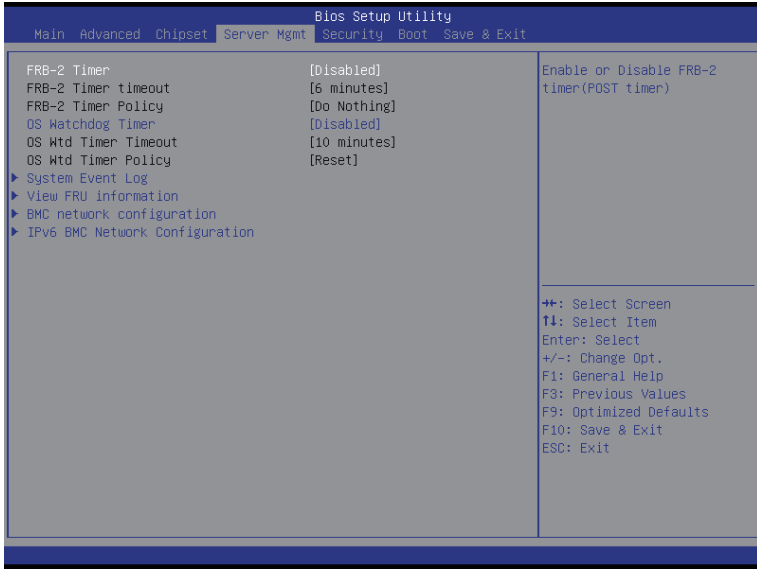 Bios Setup Utility
Main Advanced Chipset Server Mgmt Security Boot Save & Exit
FRB-2 Timer [Disabled]
FRB-2 Timer timeout [6 minutes]
FRB-2 Timer Policy [Do Nothing]
OS Watchdog Timer [Disabled]
OS Wtd Timer Timeout [10 minutes]
OS Wtd Timer Policy [Reset]
System Event Log
View FRU information
BMC network configuration
IPv6 BMC Network Configuration
Enable or Disable FRB-2
timer(POST timer)
→←: Select Screen
↑↓: Select Item
Enter: Select
+/-: Change Opt.
F1: General Help
F3: Previous Values
F9: Optimized Defaults
F10: Save & Exit
ESC: Exit